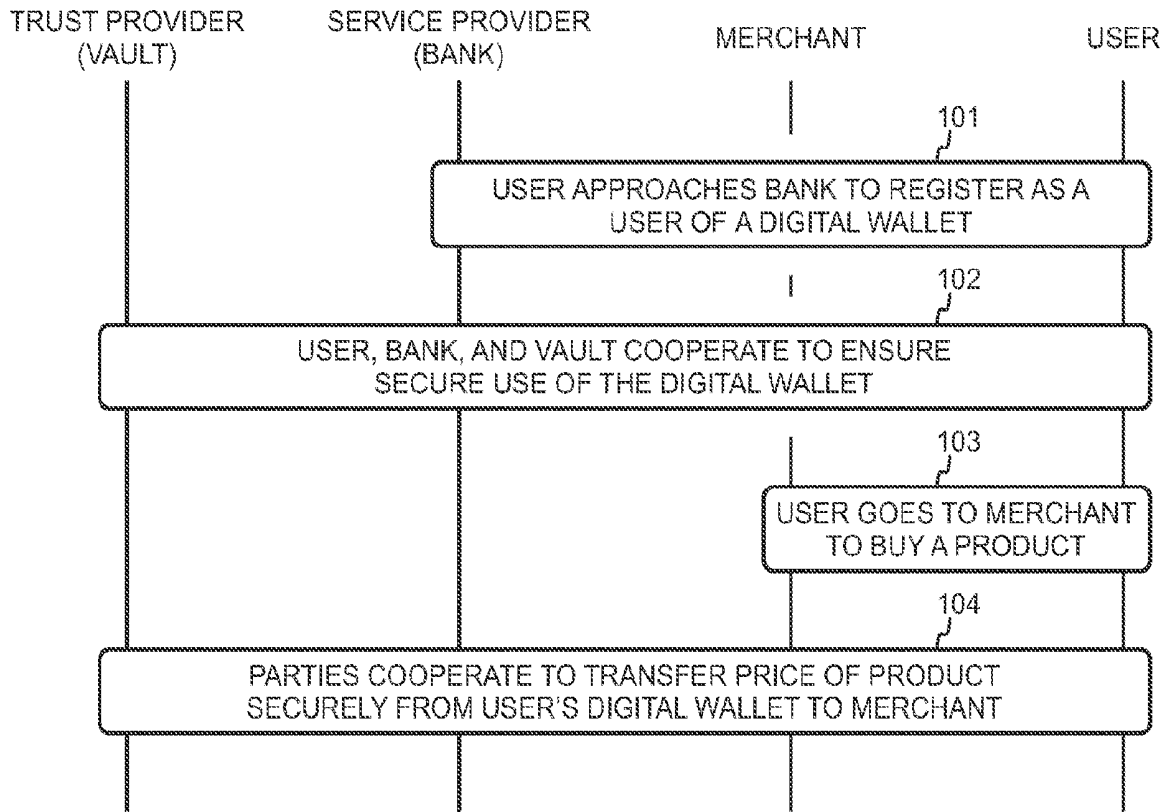 TRUST PROVIDER
(VAULT)
SERVICE PROVIDER
(BANK)
MERCHANT
USER
101
USER APPROACHES BANK TO REGISTER AS A
USER OF A DIGITAL WALLET
102
USER, BANK, AND VAULT COOPERATE TO ENSURE
SECURE USE OF THE DIGITAL WALLET
103
USER GOES TO MERCHANT
TO BUY A PRODUCT
104
PARTIES COOPERATE TO TRANSFER PRICE OF PRODUCT
SECURELY FROM USER'S DIGITAL WALLET TO MERCHANT